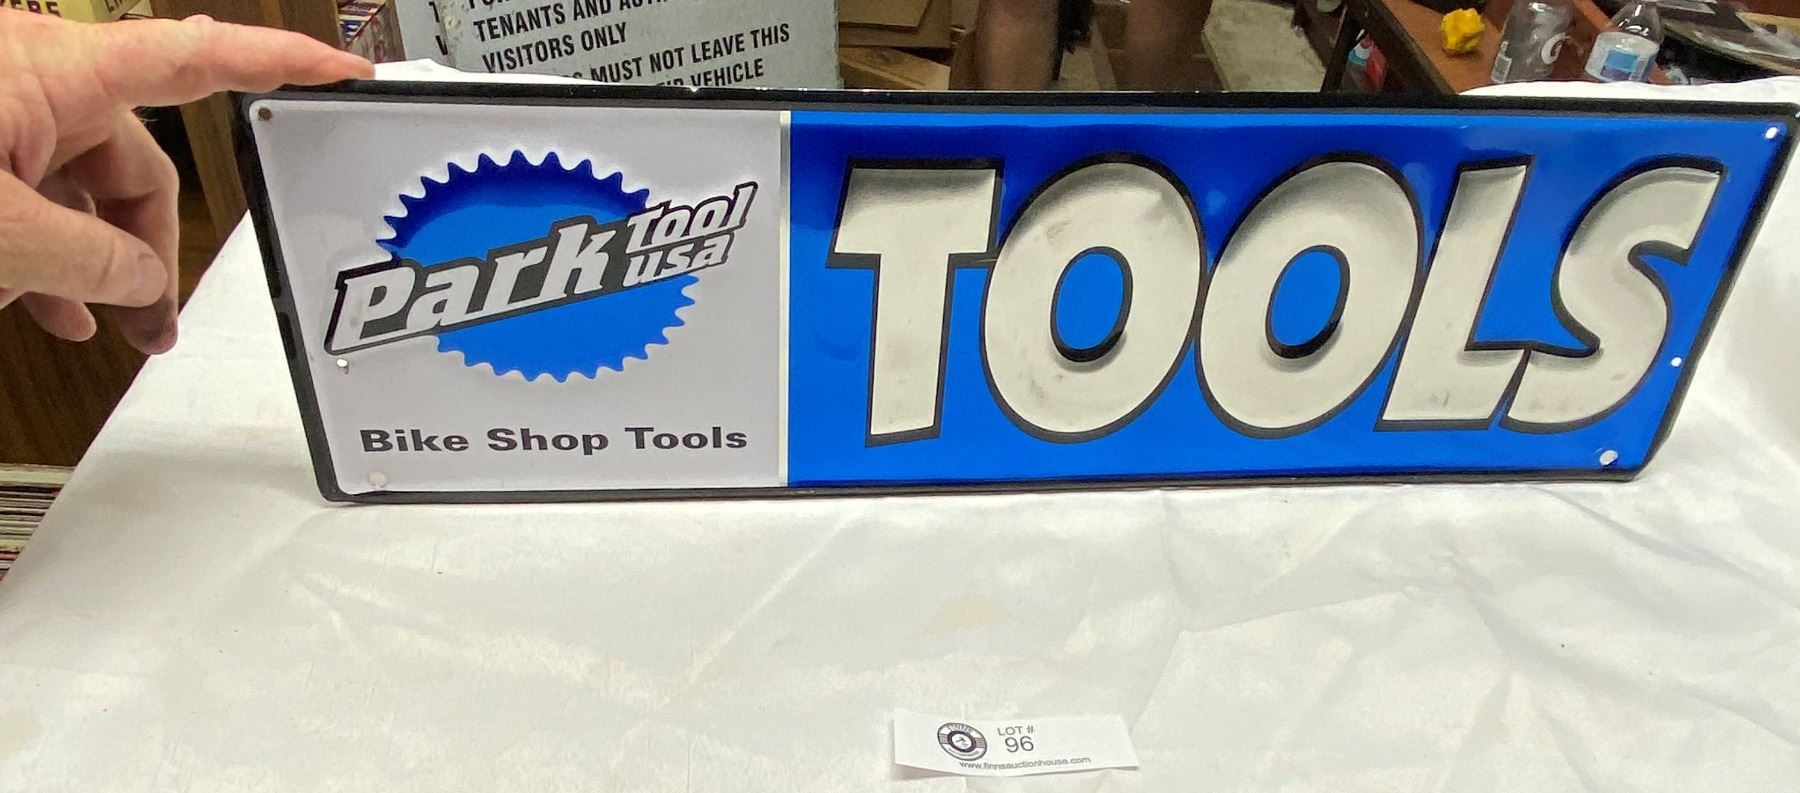 TENANTS AND
VISITORS ONLY
MUST NOT LEAVE THIS
VEHICLE
Park Tool
usa
Bike Shop Tools
TOOLS
LOT #
96
www.finnsauctionhouse.com